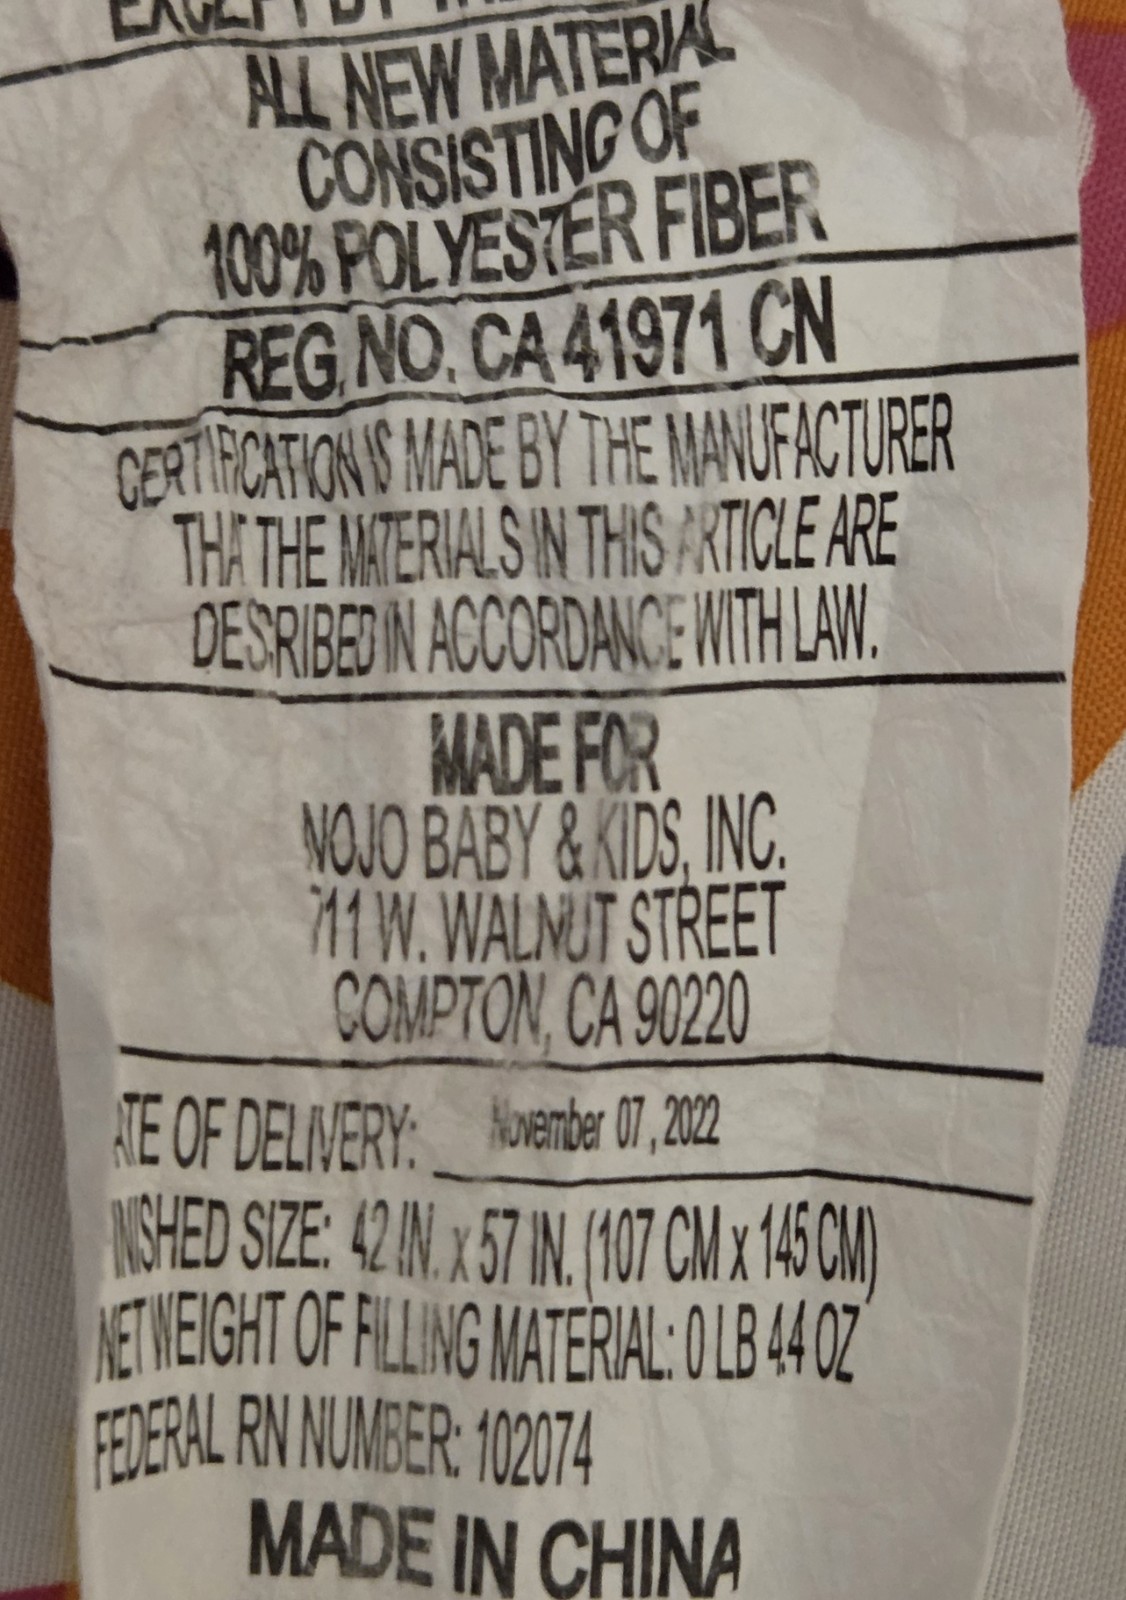 EXCEPT BY
ALL NEW MATERIAL
CONSISTING OF
100% POLYESTER FIBER
REG. NO. CA 41971 CN
CERTIFICATION IS MADE BY THE MANUFACTURER
THAT THE MATERIALS IN THIS ARTICLE ARE
DESRIBED IN ACCORDANCE WITH LAW.
MADE FOR
NOJO BABY & KIDS, INC.
711 W. WALNUT STREET
COMPTON, CA 90220
ATE OF DELIVERY: November 07, 2022
INISHED SIZE: 42 IN. x 57 IN. (107 CM x 145 CM)
NET WEIGHT OF FILLING MATERIAL: 0 LB 4.4 OZ
FEDERAL RN NUMBER: 102074
MADE IN CHINA